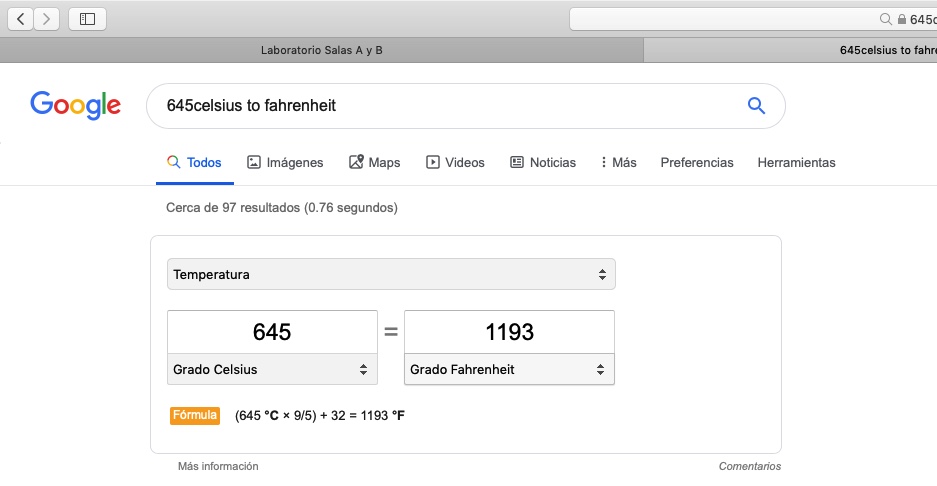 645c
Laboratorio Salas A y B
645celsius to fahre
Google
645celsius to fahrenheit
Todos Imágenes Maps Videos Noticias Más Preferencias Herramientas
Cerca de 97 resultados (0.76 segundos)
Temperatura
645 = 1193
Grado Celsius Grado Fahrenheit
Fórmula (645 °C × 9/5) + 32 = 1193 °F
Más información Comentarios